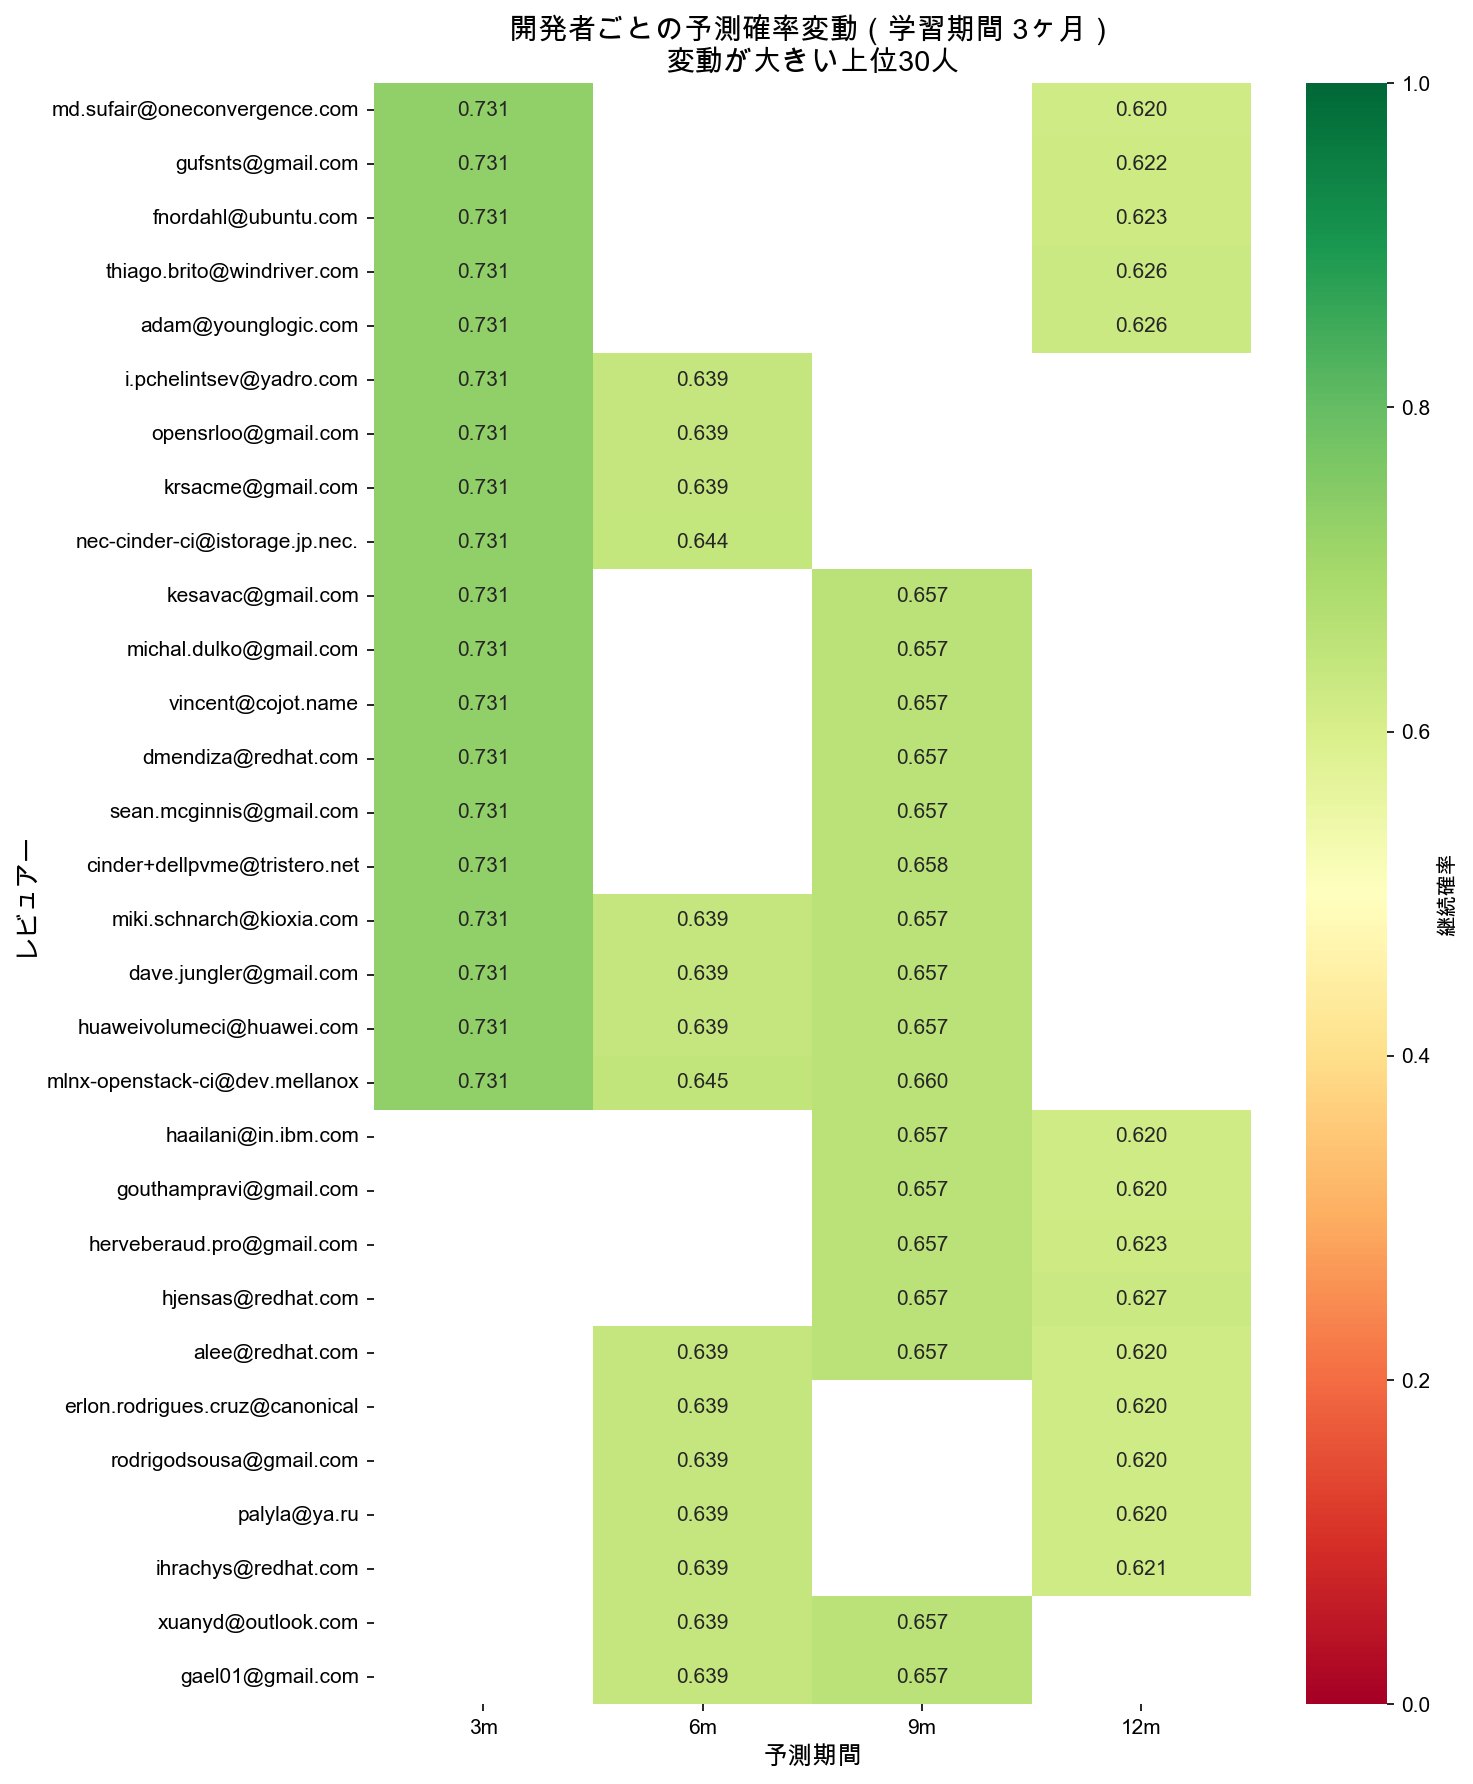 開発者ごとの予測確率変動（学習期間 3ヶ月）
変動が大きい上位30人
md.sufair@oneconvergence.com 0.731 0.620
gufsnts@gmail.com 0.731 0.622
fnordahl@ubuntu.com 0.731 0.623
thiago.brito@windriver.com 0.731 0.626
adam@younglogic.com 0.731 0.626
i.pchelintsev@yadro.com 0.731 0.639
opensrloo@gmail.com 0.731 0.639
krsacme@gmail.com 0.731 0.639
nec-cinder-ci@istorage.jp.nec. 0.731 0.644
kesavac@gmail.com 0.731 0.657
michal.dulko@gmail.com 0.731 0.657
vincent@cojot.name 0.731 0.657
dmendiza@redhat.com 0.731 0.657
sean.mcginnis@gmail.com 0.731 0.657
cinder+dellpvme@tristero.net 0.731 0.658
miki.schnarch@kioxia.com 0.731 0.639 0.657
dave.jungler@gmail.com 0.731 0.639 0.657
huaweivolumeci@huawei.com 0.731 0.639 0.657
mlnx-openstack-ci@dev.mellanox 0.731 0.645 0.660
haailani@in.ibm.com 0.657 0.620
gouthampravi@gmail.com 0.657 0.620
herveberaud.pro@gmail.com 0.657 0.623
hjensas@redhat.com 0.657 0.627
alee@redhat.com 0.639 0.657 0.620
erlon.rodrigues.cruz@canonical 0.639 0.620
rodrigodsousa@gmail.com 0.639 0.620
palyla@ya.ru 0.639 0.620
ihrachys@redhat.com 0.639 0.621
xuanyd@outlook.com 0.639 0.657
gael01@gmail.com 0.639 0.657
3m 6m 9m 12m
予測期間
レビュアー
1.0
0.8
0.6
0.4
0.2
0.0
継続確率